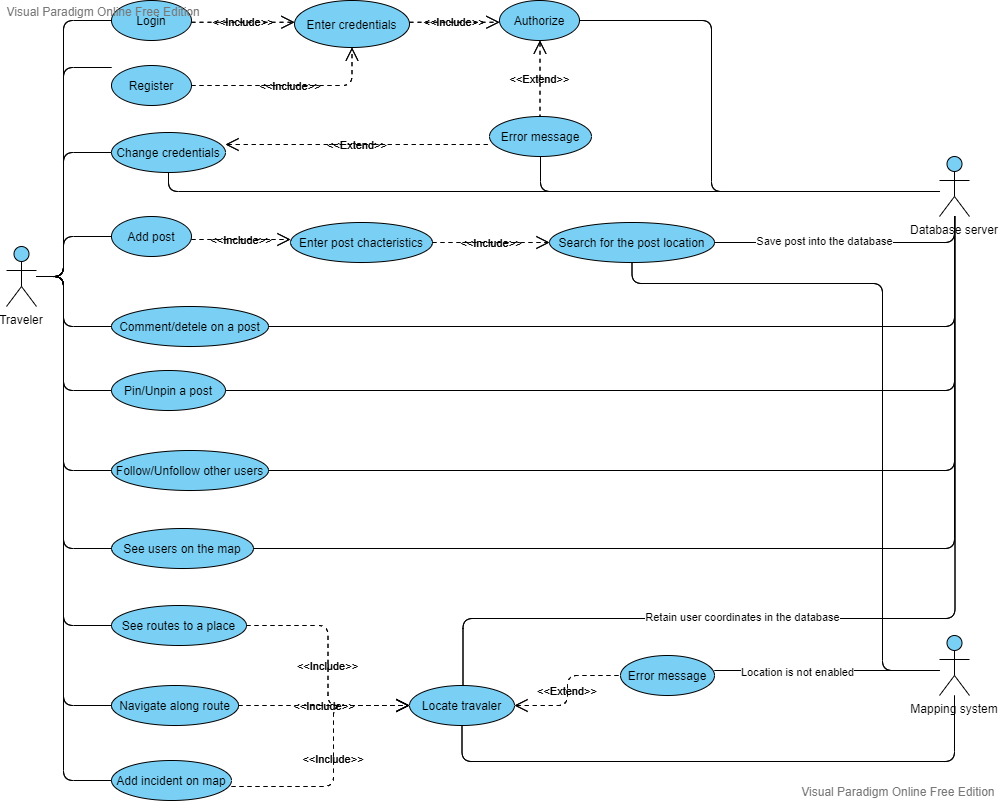 Visual Paradigm Online Free Edition
Login
<<Include>>
Enter credentials
<<Include>>
Authorize
Register
<<Include>>
<<Extend>>
Change credentials
<<Extend>>
Error message
Database server
Add post
<<Include>>
Enter post chacteristics
<<Include>>
Search for the post location
Save post into the database
Traveler
Comment/detele on a post
Pin/Unpin a post
Follow/Unfollow other users
See users on the map
See routes to a place
Retain user coordinates in the database
<<Include>>
Error message
Location is not enabled
<<Extend>>
Navigate along route
<<Include>>
Locate travaler
Mapping system
<<Include>>
Add incident on map
Visual Paradigm Online Free Edition